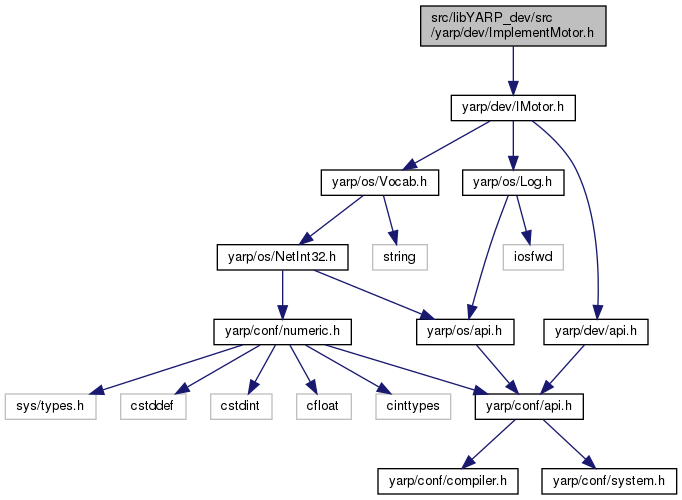 src/libYARP_dev/src
/yarp/dev/ImplementMotor.h
yarp/dev/IMotor.h
yarp/os/Vocab.h
yarp/os/Log.h
yarp/os/NetInt32.h
string
iosfwd
yarp/conf/numeric.h
yarp/os/api.h
yarp/dev/api.h
sys/types.h
cstddef
cstdint
cfloat
cinttypes
yarp/conf/api.h
yarp/conf/compiler.h
yarp/conf/system.h